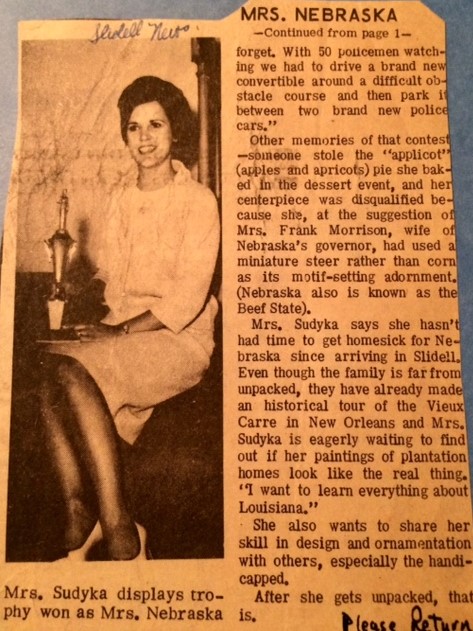 Slidell News
Mrs. Sudyka displays tro-
phy won as Mrs. Nebraska
MRS. NEBRASKA
—Continued from page 1—
forget. With 50 policemen watch-
ing we had to drive a brand new
convertible around a difficult ob-
stacle course and then park it
between two brand new police
cars."
Other memories of that contest
—someone stole the "applicot"
(apples and apricots) pie she bak-
ed in the dessert event, and her
centerpiece was disqualified be-
cause she, at the suggestion of
Mrs. Frank Morrison, wife of
Nebraska's governor, had used a
miniature steer rather than corn
as its motif-setting adornment.
(Nebraska also is known as the
Beef State).
Mrs. Sudyka says she hasn't
had time to get homesick for Ne-
braska since arriving in Slidell.
Even though the family is far from
unpacked, they have already made
an historical tour of the Vieux
Carre in New Orleans and Mrs.
Sudyka is eagerly waiting to find
out if her paintings of plantation
homes look like the real thing.
"I want to learn everything about
Louisiana."
She also wants to share her
skill in design and ornamentation
with others, especially the handi-
capped.
After she gets unpacked, that
is.
Please Return